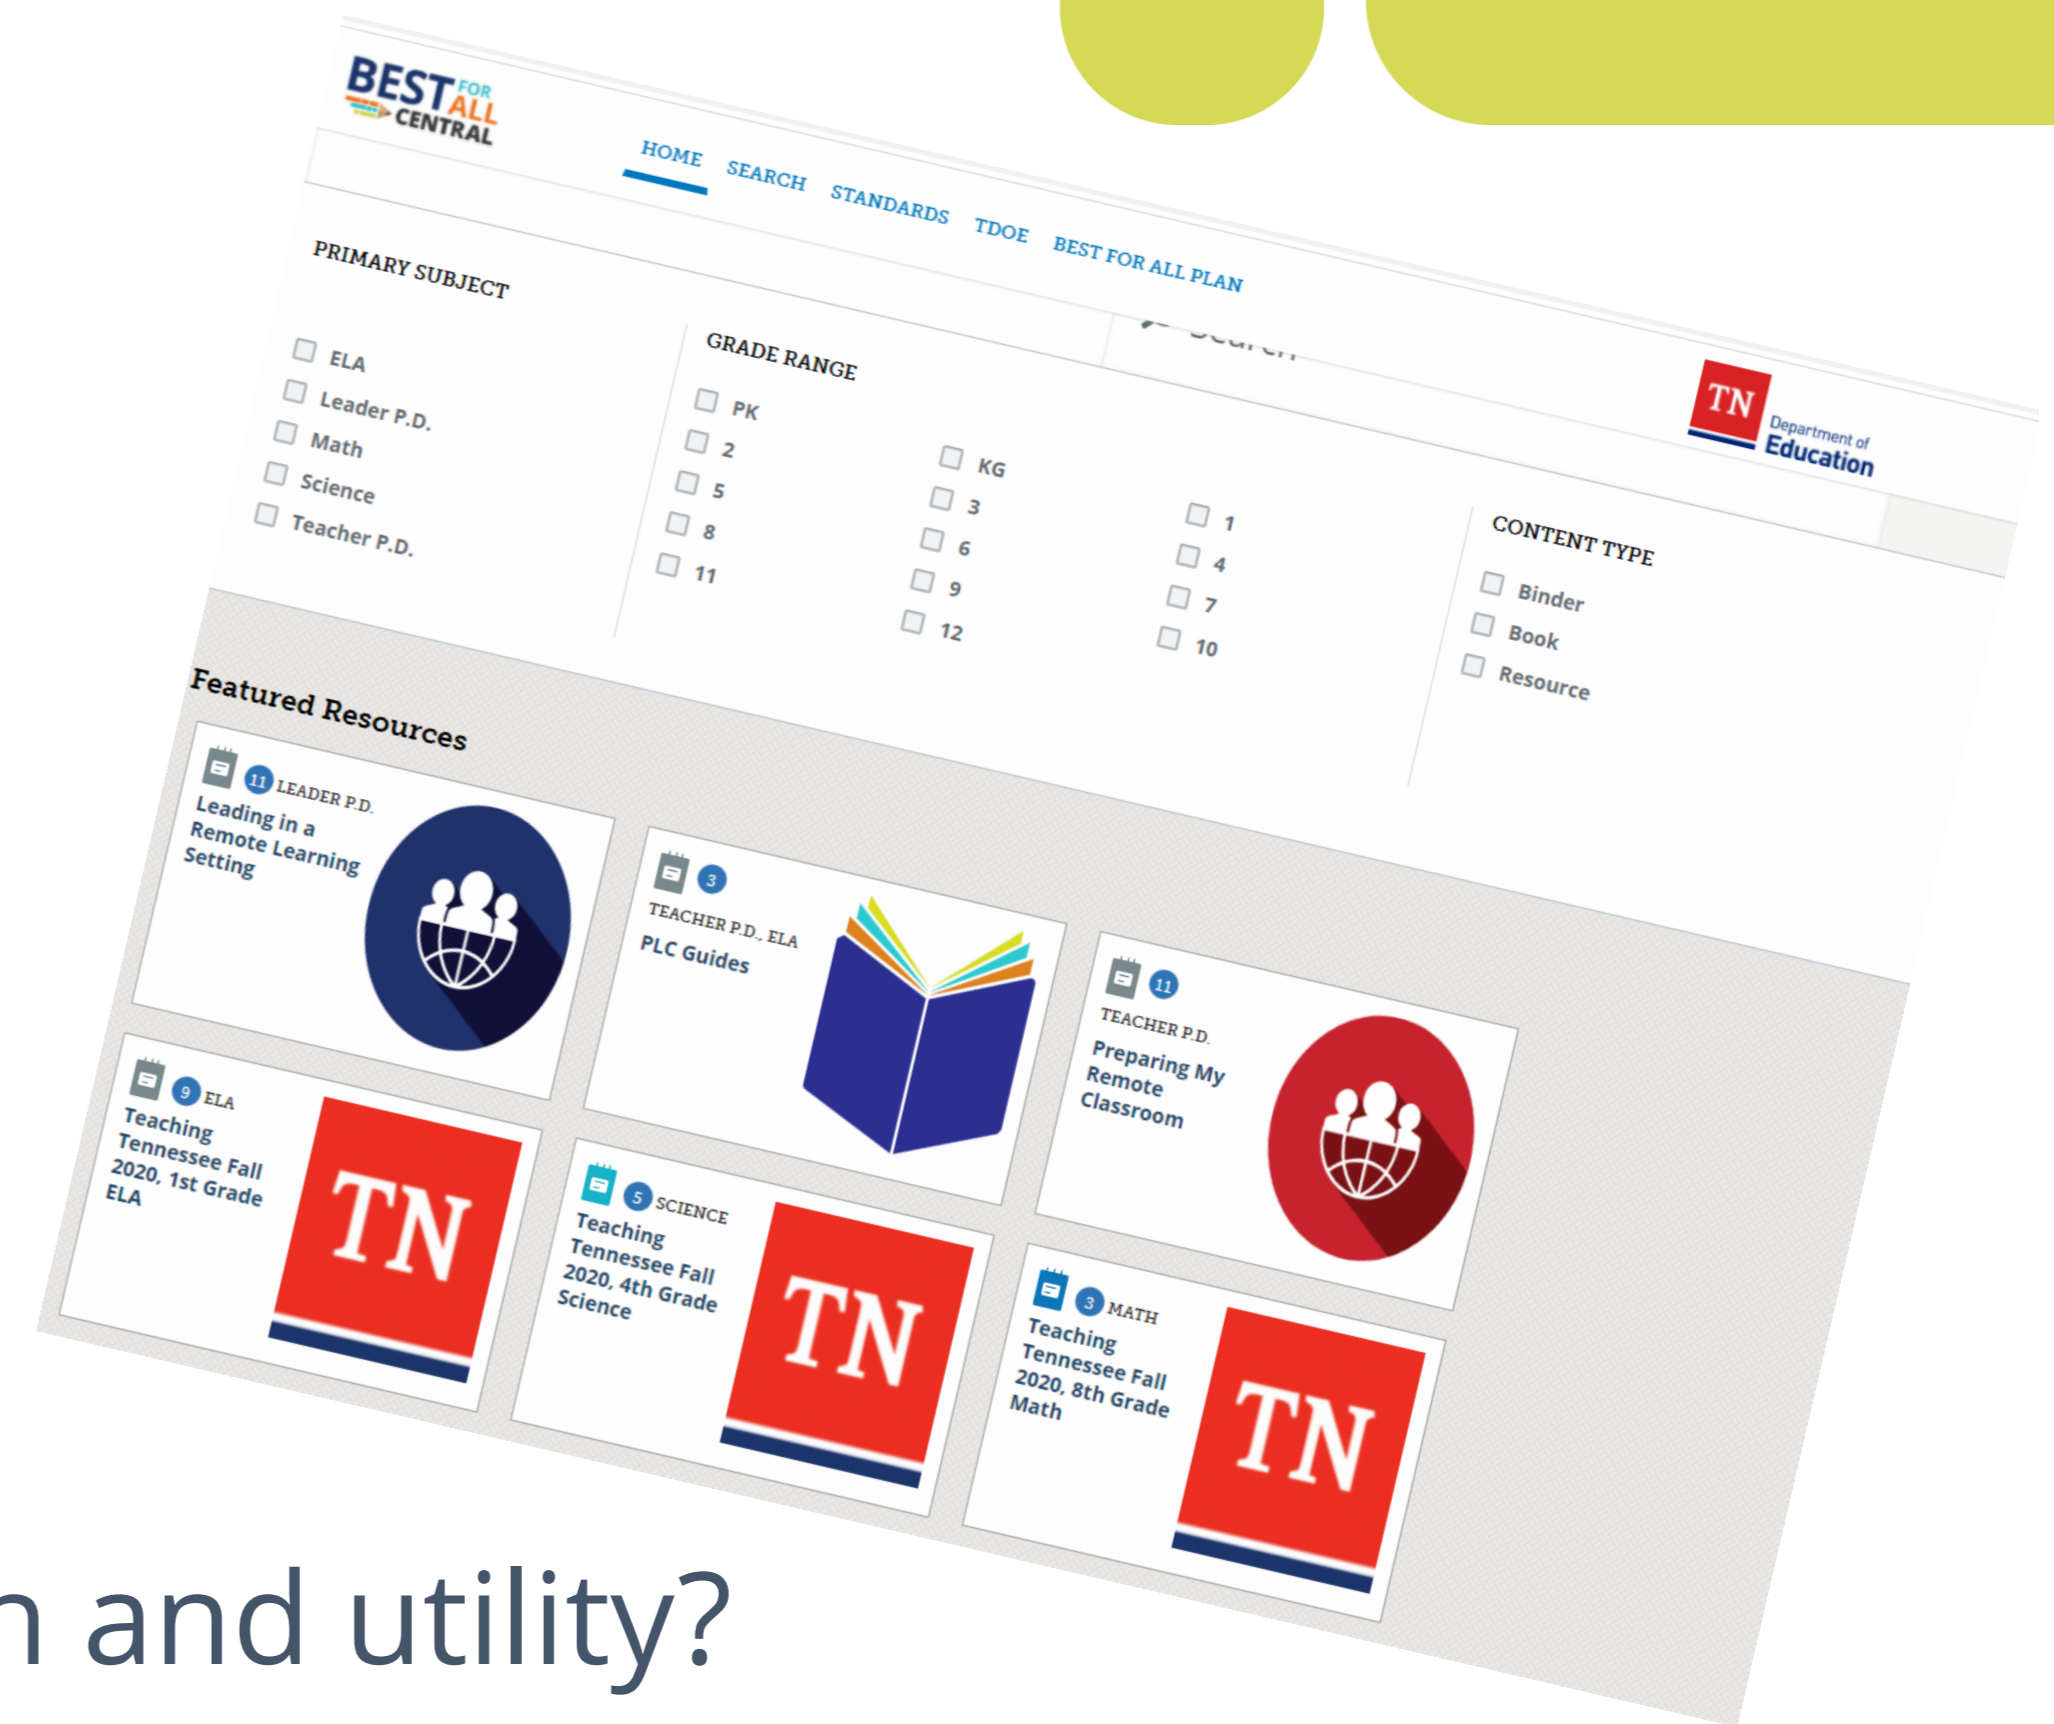 BEST FOR
ALL
CENTRAL
HOME SEARCH STANDARDS TDOE BEST FOR ALL PLAN
Search
TN
Department of
Education
PRIMARY SUBJECT
ELA
Leader P.D.
Math
Science
Teacher P.D.
GRADE RANGE
PK KG 1
2 3 4
5 6 7
8 9 10
11 12
CONTENT TYPE
Binder
Book
Resource
Featured Resources
11 LEADER P.D.
Leading in a
Remote Learning
Setting
3
TEACHER P.D., ELA
PLC Guides
11
TEACHER P.D.
Preparing My
Remote
Classroom
9 ELA
Teaching
Tennessee Fall
2020, 1st Grade
ELA
TN
5 SCIENCE
Teaching
Tennessee Fall
2020, 4th Grade
Science
TN
3 MATH
Teaching
Tennessee Fall
2020, 8th Grade
Math
TN
and utility?